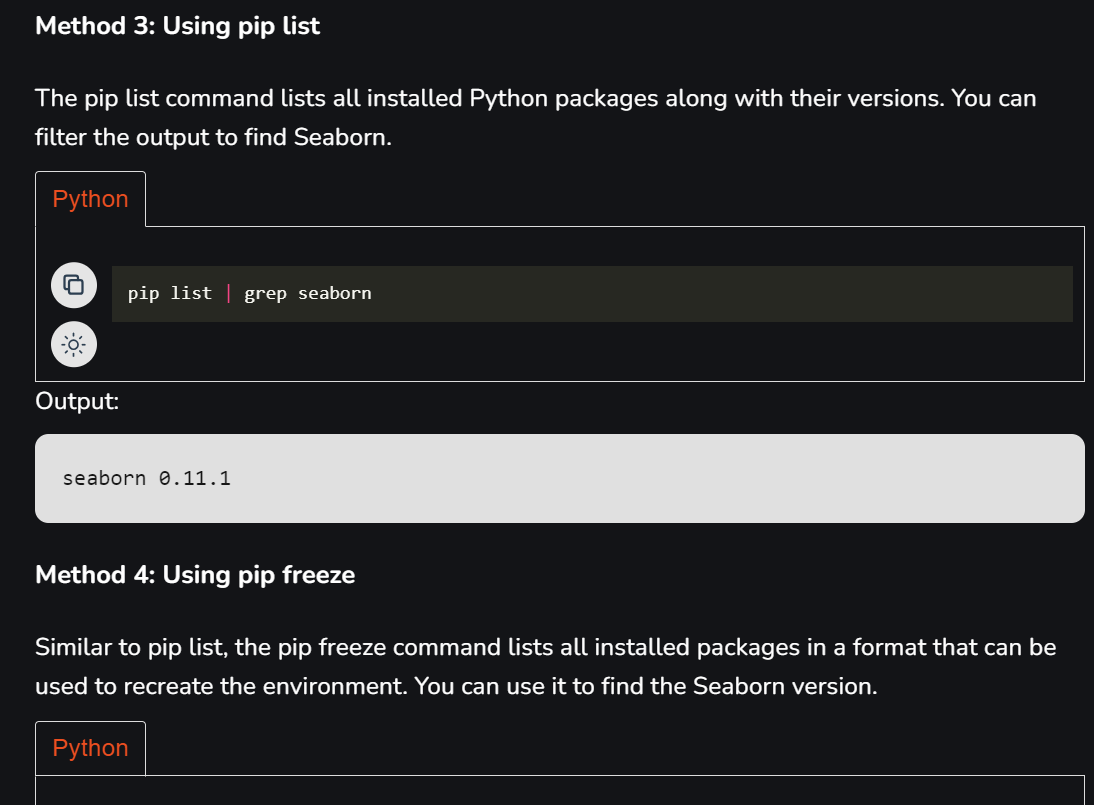 Method 3: Using pip list
The pip list command lists all installed Python packages along with their versions. You can
filter the output to find Seaborn.
Python
pip list | grep seaborn
Output:
seaborn 0.11.1
Method 4: Using pip freeze
Similar to pip list, the pip freeze command lists all installed packages in a format that can be
used to recreate the environment. You can use it to find the Seaborn version.
Python